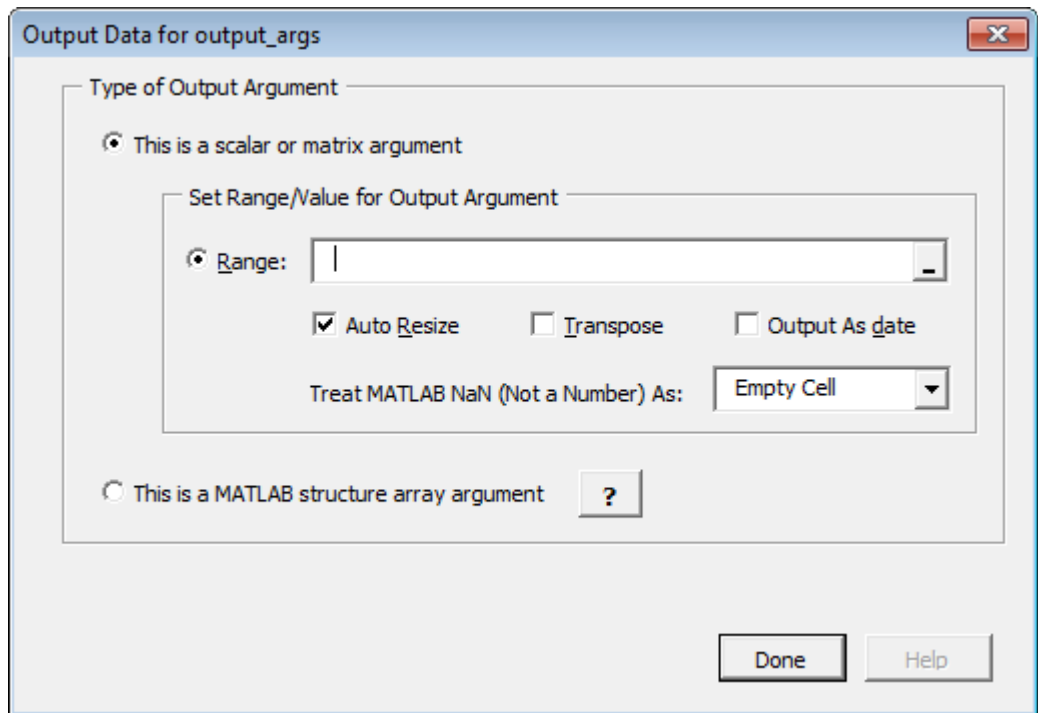 Output Data for output_args
Type of Output Argument
This is a scalar or matrix argument
Set Range/Value for Output Argument
Range:
Auto Resize Transpose Output As date
Treat MATLAB NaN (Not a Number) As: Empty Cell
This is a MATLAB structure array argument ?
Done Help